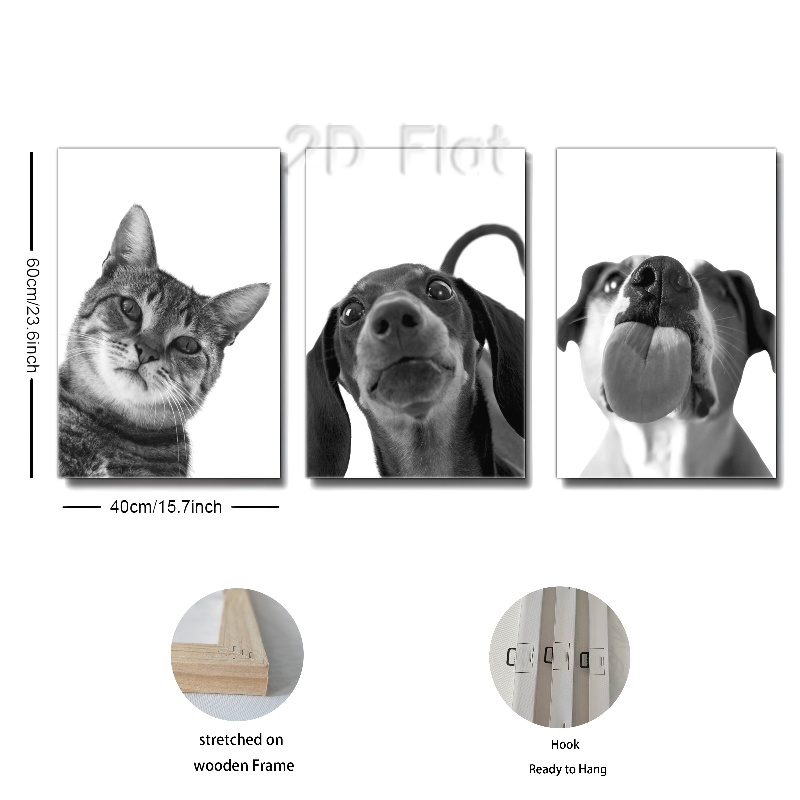 2D Flat
60cm/23.6inch
40cm/15.7inch
stretched on
wooden Frame
Hook
Ready to Hang